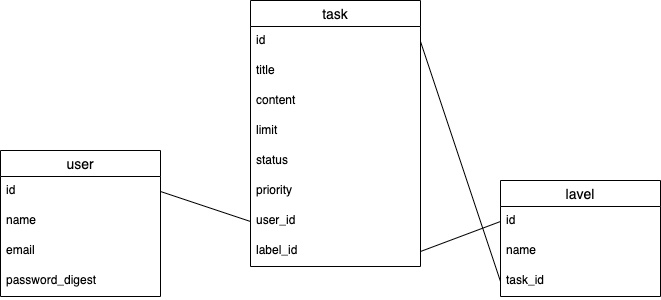 task
id
title
content
limit
status
priority
user_id
label_id
user
id
name
email
password_digest
lavel
id
name
task_id